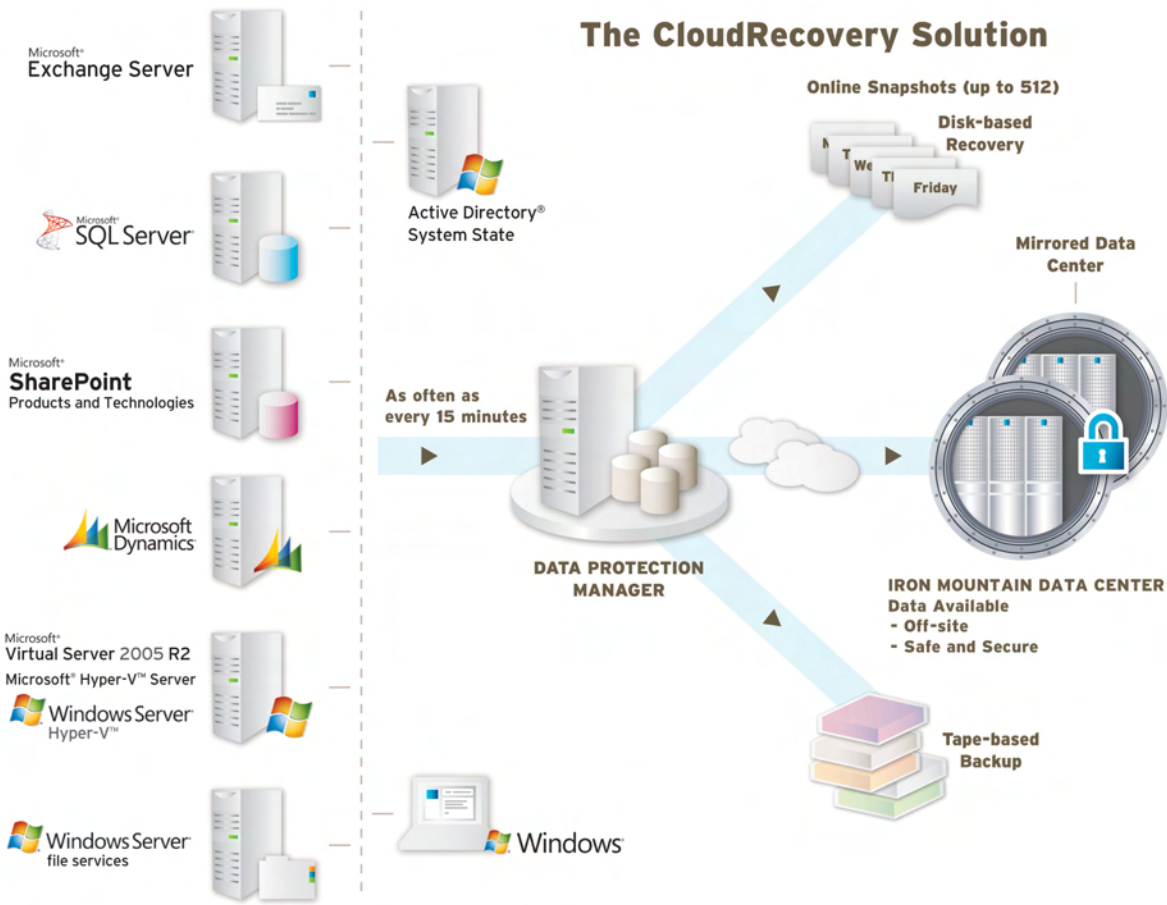 The CloudRecovery Solution
Microsoft®
Exchange Server
Microsoft®
SQL Server®
Microsoft®
SharePoint
Products and Technologies
Microsoft
Dynamics™
Microsoft®
Virtual Server 2005 R2
Microsoft® Hyper-V™ Server
Windows Server®
Hyper-V™
Windows Server®
file services
Active Directory®
System State
Windows®
As often as
every 15 minutes
DATA PROTECTION
MANAGER
Online Snapshots (up to 512)
Disk-based
Recovery
M
T
We
Th
Friday
Mirrored Data
Center
IRON MOUNTAIN DATA CENTER
Data Available
- Off-site
- Safe and Secure
Tape-based
Backup